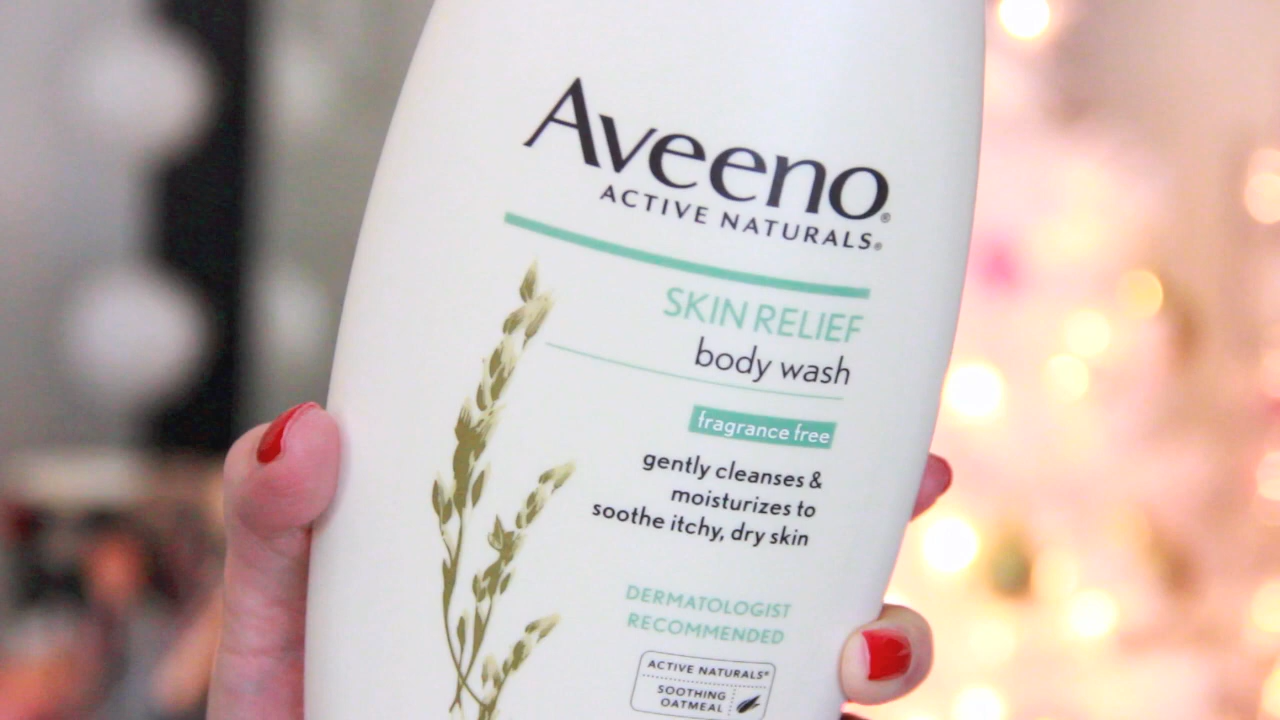 AVeeno®
ACTIVE NATURALS®
SKIN RELIEF
body wash
fragrance free
gently cleanses &
moisturizes to
soothe itchy, dry skin
DERMATOLOGIST
RECOMMENDED
ACTIVE NATURALS®
SOOTHING
OATMEAL